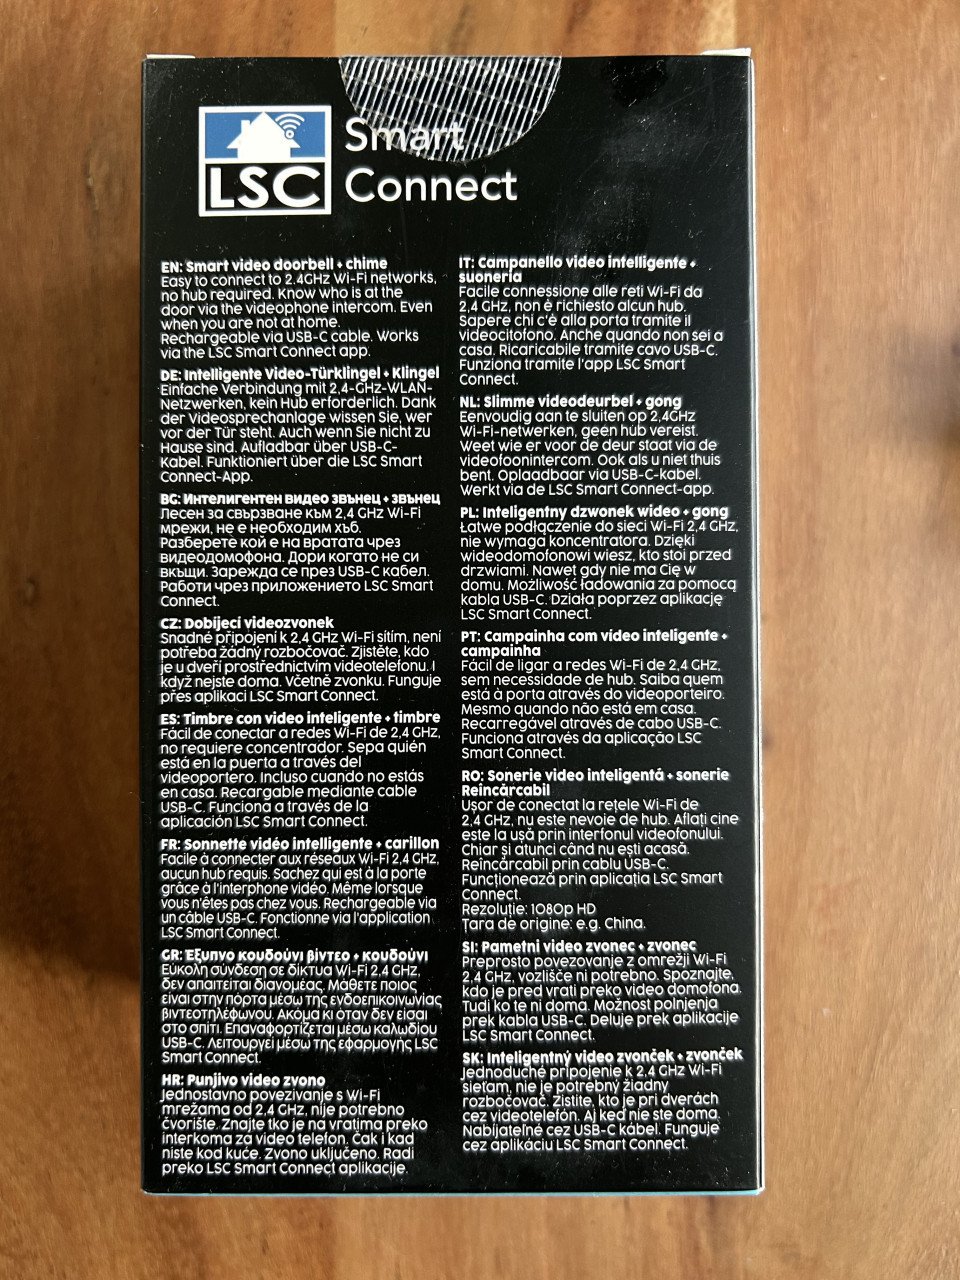 LSC
Smart
Connect
EN: Smart video doorbell + chime
Easy to connect to 2.4GHz Wi-Fi networks,
no hub required. Know who is at the
door via the videophone intercom. Even
when you are not at home.
Rechargeable via USB-C cable. Works
via the LSC Smart Connect app.
DE: Intelligente Video-Türklingel + Klingel
Einfache Verbindung mit 2,4-GHz-WLAN-
Netzwerken, kein Hub erforderlich. Dank
der Videosprechanlage wissen Sie, wer
vor der Tür steht. Auch wenn Sie nicht zu
Hause sind. Aufladbar über USB-C-
Kabel. Funktioniert über die LSC Smart
Connect-App.
BG: Интелигентен видео звънец + звънец
Лесен за свързване към 2,4 GHz Wi-Fi
мрежи, не е необходим хъб.
Разберете кой е на вратата чрез
видеодомофона. Дори когато не си
вкъщи. Зарежда се през USB-C кабел.
Работи чрез приложението LSC Smart
Connect.
CZ: Dobíjecí videozvonek
Snadné připojení k 2,4 GHz Wi-Fi sítím, není
potřeba žádný rozbočovač. Zjistěte, kdo
je u dveří prostřednictvím videotelefonu. I
když nejste doma. Včetně zvonku. Funguje
přes aplikaci LSC Smart Connect.
ES: Timbre con video inteligente + timbre
Fácil de conectar a redes Wi-Fi de 2,4 GHz,
no requiere concentrador. Sepa quién
está en la puerta a través del
videoportero. Incluso cuando no estás
en casa. Recargable mediante cable
USB-C. Funciona a través de la
aplicación LSC Smart Connect.
FR: Sonnette vidéo intelligente + carillon
Facile à connecter aux réseaux Wi-Fi 2,4 GHz,
aucun hub requis. Sachez qui est à la porte
grâce à l'interphone vidéo. Même lorsque
vous n'êtes pas chez vous. Rechargeable via
un câble USB-C. Fonctionne via l'application
LSC Smart Connect.
GR: Έξυπνο κουδούνι βίντεο + κουδούνι
Εύκολη σύνδεση σε δίκτυα Wi-Fi 2,4 GHz,
δεν απαιτείται διανομέας. Μάθετε ποιος
είναι στην πόρτα μέσω της ενδοεπικοινωνίας
βιντεοτηλέφωνου. Ακόμα κι όταν δεν είσαι
στο σπίτι. Επαναφορτίζεται μέσω καλωδίου
USB-C. Λειτουργεί μέσω της εφαρμογής LSC
Smart Connect.
HR: Punjivo video zvono
Jednostavno povezivanje s Wi-Fi
mrežama od 2,4 GHz, nije potrebno
čvorište. Znajte tko je na vratima preko
interkoma za video telefon. Čak i kad
niste kod kuće. Zvono uključeno. Radi
preko LSC Smart Connect aplikacije.
IT: Campanello video intelligente +
suoneria
Facile connessione alle reti Wi-Fi da
2,4 GHz, non è richiesto alcun hub.
Sapere chi c'è alla porta tramite il
videocitofono. Anche quando non sei a
casa. Ricaricabile tramite cavo USB-C.
Funziona tramite l'app LSC Smart
Connect.
NL: Slimme videodeurbel + gong
Eenvoudig aan te sluiten op 2,4GHz
Wi-Fi-netwerken, geen hub vereist.
Weet wie er voor de deur staat via de
videofoonintercom. Ook als u niet thuis
bent. Oplaadbaar via USB-C-kabel.
Werkt via de LSC Smart Connect-app.
PL: Inteligentny dzwonek wideo + gong
Łatwe podłączenie do sieci Wi-Fi 2,4 GHz,
nie wymaga koncentratora. Dzięki
wideodomofonowi wiesz, kto stoi przed
drzwiami. Nawet gdy nie ma Cię w
domu. Możliwość ładowania za pomocą
kabla USB-C. Działa poprzez aplikację
LSC Smart Connect.
PT: Campainha com vídeo inteligente +
campainha
Fácil de ligar a redes Wi-Fi de 2,4 GHz,
sem necessidade de hub. Saiba quem
está à porta através do videoporteiro.
Mesmo quando não está em casa.
Recarregável através de cabo USB-C.
Funciona através da aplicação LSC
Smart Connect.
RO: Sonerie video inteligentă + sonerie
Reîncărcabil
Ușor de conectat la rețele Wi-Fi de
2,4 GHz, nu este nevoie de hub. Aflați cine
este la ușă prin interfonul videofonului.
Chiar și atunci când nu ești acasă.
Reîncărcabil prin cablu USB-C.
Funcționează prin aplicația LSC Smart
Connect.
Rezoluție: 1080p HD
Țara de origine: e.g. China.
SI: Pametni video zvonec + zvonec
Preprosto povezovanje z omrežji Wi-Fi
2,4 GHz, vozlišče ni potrebno. Spoznajte,
kdo je pred vrati preko video domofona.
Tudi ko te ni doma. Možnost polnjenja
prek kabla USB-C. Deluje prek aplikacije
LSC Smart Connect.
SK: Inteligentný video zvonček + zvonček
Jednoduché pripojenie k 2,4 GHz Wi-Fi
sieťam, nie je potrebný žiadny
rozbočovač. Zistite, kto je pri dverách
cez videotelefón. Aj keď nie ste doma.
Nabíjateľné cez USB-C kábel. Funguje
cez aplikáciu LSC Smart Connect.